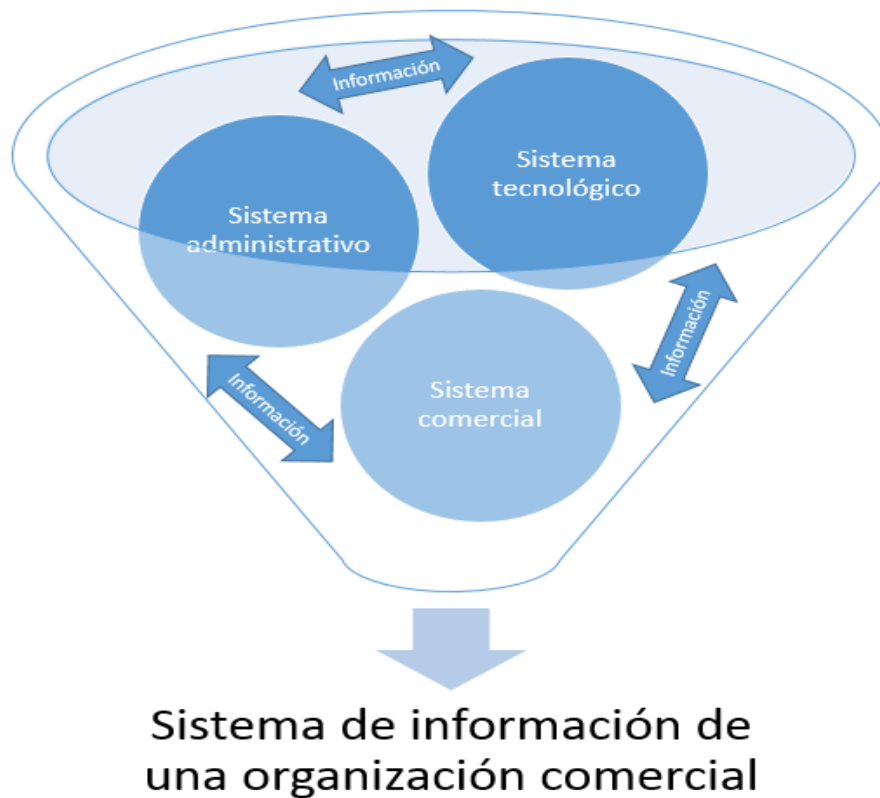 Información
Sistema
tecnológico
Sistema
administrativo
Información
Información
Sistema
comercial
Sistema de información de
una organización comercial